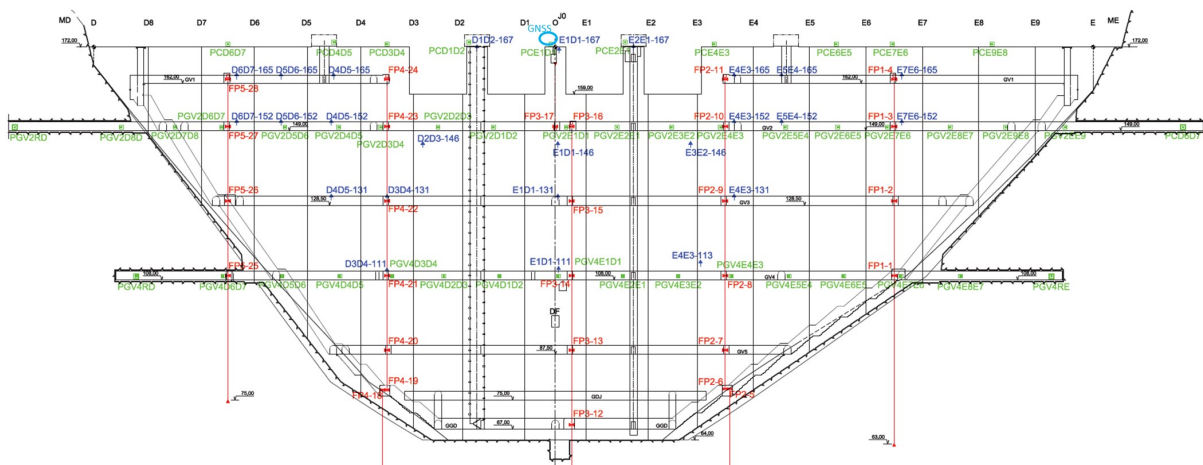 MD D D8 D7 D6 D5 D4 D3 D2 D1 O J0 E1 E2 E3 E4 E5 E6 E7 E8 E9 E ME
GNSS
172,00 PCD6D7 PCD4D5 PCD3D4 PCD1D2 D1D2-167 PCE1D1 E1D1-167 PCE2E1 E2E1-167 PCE4E3 PCE6E5 PCE7E6 PCE9E8 172,00
D6D7-165 D5D6-165 D4D5-165 FP4-24 FP2-11 E4E3-165 E5E4-165 FP1-4 E7E6-165
162,00 GV1 162,00 GV1
FP5-28 159,00
D6D7-152 PGV2D6D7 D5D6-152 D4D5-152 FP4-23 PGV2D2D3 FP3-17 FP3-16 FP2-10 E4E3-152 E5E4-152 FP1-3 E7E6-152
149,00 149,00 GV2 149,00 149,00
PGV2RD PGV2D8D PGV2D7D8 FP5-27 PGV2D5D6 PGV2D4D5 D2D3-146 PGV2D1D2 PGV2E1D1 PGV2E2E1 PGV2E3E2 PGV2E4E3 PGV2E5E4 PGV2E6E5 PGV2E7E6 PGV2E8E7 PGV2E9E8 PGV2EE9 PCD6D7
PGV2D3D4 E1D1-146 E3E2-146
FP5-26 D4D5-131 D3D4-131 E1D1-131 FP2-9 E4E3-131 FP1-2
128,50 GV3 128,50
FP4-22 FP3-15
FP5-25 D3D4-111 PGV4D3D4 E1D1-111 PGV4E1D1 E4E3-113 PGV4E4E3 FP1-1
108,00 108,00 GV4 108,00
PGV4RD PGV4D6D7 PGV4D5D6 PGV4D4D5 FP4-21 PGV4D2D3 PGV4D1D2 FP3-14 PGV4E2E1 PGV4E3E2 FP2-8 PGV4E5E4 PGV4E6E5 PGV4E7E6 PGV4E8E7 PGV4RE
DF
FP4-20 FP3-13 FP2-7
87,50 GV5
FP4-19 FP2-6
75,00 FP4-18 75,00 GDJ FP2-5
FP3-12
GGD 67,00 GGD
64,00 63,00